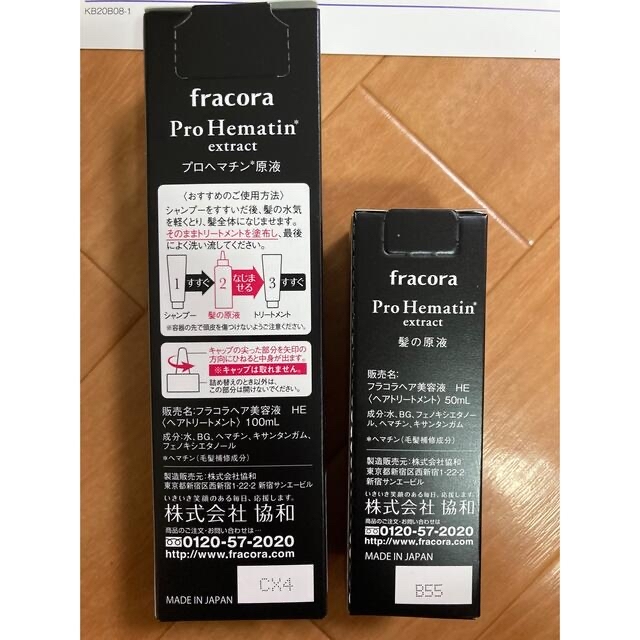 KB20B08-1
fracora
Pro Hematin*
extract
プロヘマチン*原液
〈おすすめのご使用方法〉
シャンプーをすすいだ後、髪の水気
を軽くとり、髪全体になじませます。
そのままトリートメントを塗布し、最後
によく洗い流してください。
1 すすぐ 2 なじませる 3 すすぐ
シャンプー 髪の原液 トリートメント
※容器の先で頭皮を傷つけないようご注意ください。
キャップの尖った部分を矢印の
方向にひねると中身が出ます。
※キャップは取れません。
詰め替えのとき以外は、
この部分は開けないでください。
販売名:フラコラヘア美容液 HE
〈ヘアトリートメント〉100mL
成分:水、BG、ヘマチン、キサンタンガム、
フェノキシエタノール
*ヘマチン(毛髪補修成分)
製造販売元:株式会社協和
東京都新宿区西新宿1-22-2 新宿サンエービル
いきいき笑顔のある毎日、応援します。
株式会社 協和
商品のご注文・お問い合わせは…
0120-57-2020
http://www.fracora.com
MADE IN JAPAN
CX4
fracora
Pro Hematin*
extract
髪の原液
販売名:
フラコラヘア美容液 HE
〈ヘアトリートメント〉50mL
成分:水、BG、フェノキシエタノー
ル、ヘマチン、キサンタンガム
*ヘマチン(毛髪補修成分)
製造販売元:株式会社協和
東京都新宿区西新宿1-22-2
新宿サンエービル
いきいき笑顔のある毎日、応援します。
株式会社 協和
商品のご注文・お問い合わせは…
0120-57-2020
http://www.fracora.com
MADE IN JAPAN
B55